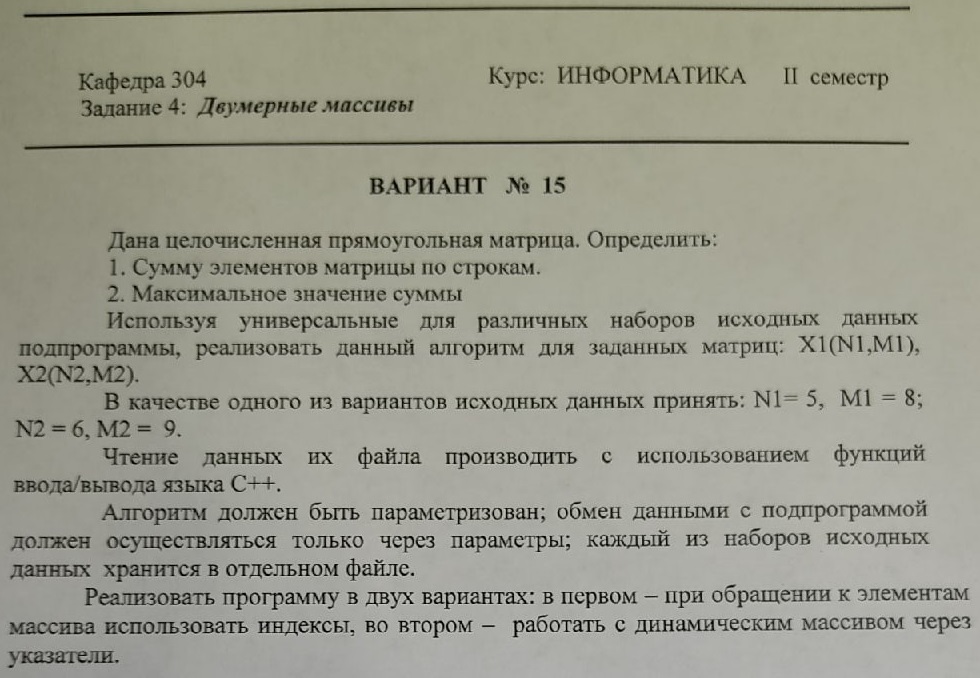 Кафедра 304 Курс: ИНФОРМАТИКА II семестр
Задание 4: Двумерные массивы
ВАРИАНТ № 15
Дана целочисленная прямоугольная матрица. Определить:
1. Сумму элементов матрицы по строкам.
2. Максимальное значение суммы
Используя универсальные для различных наборов исходных данных
подпрограммы, реализовать данный алгоритм для заданных матриц: X1(N1,M1),
X2(N2,M2).
В качестве одного из вариантов исходных данных принять: N1= 5, M1 = 8;
N2 = 6, M2 = 9.
Чтение данных их файла производить с использованием функций
ввода/вывода языка С++.
Алгоритм должен быть параметризован; обмен данными с подпрограммой
должен осуществляться только через параметры; каждый из наборов исходных
данных хранится в отдельном файле.
Реализовать программу в двух вариантах: в первом – при обращении к элементам
массива использовать индексы, во втором – работать с динамическим массивом через
указатели.